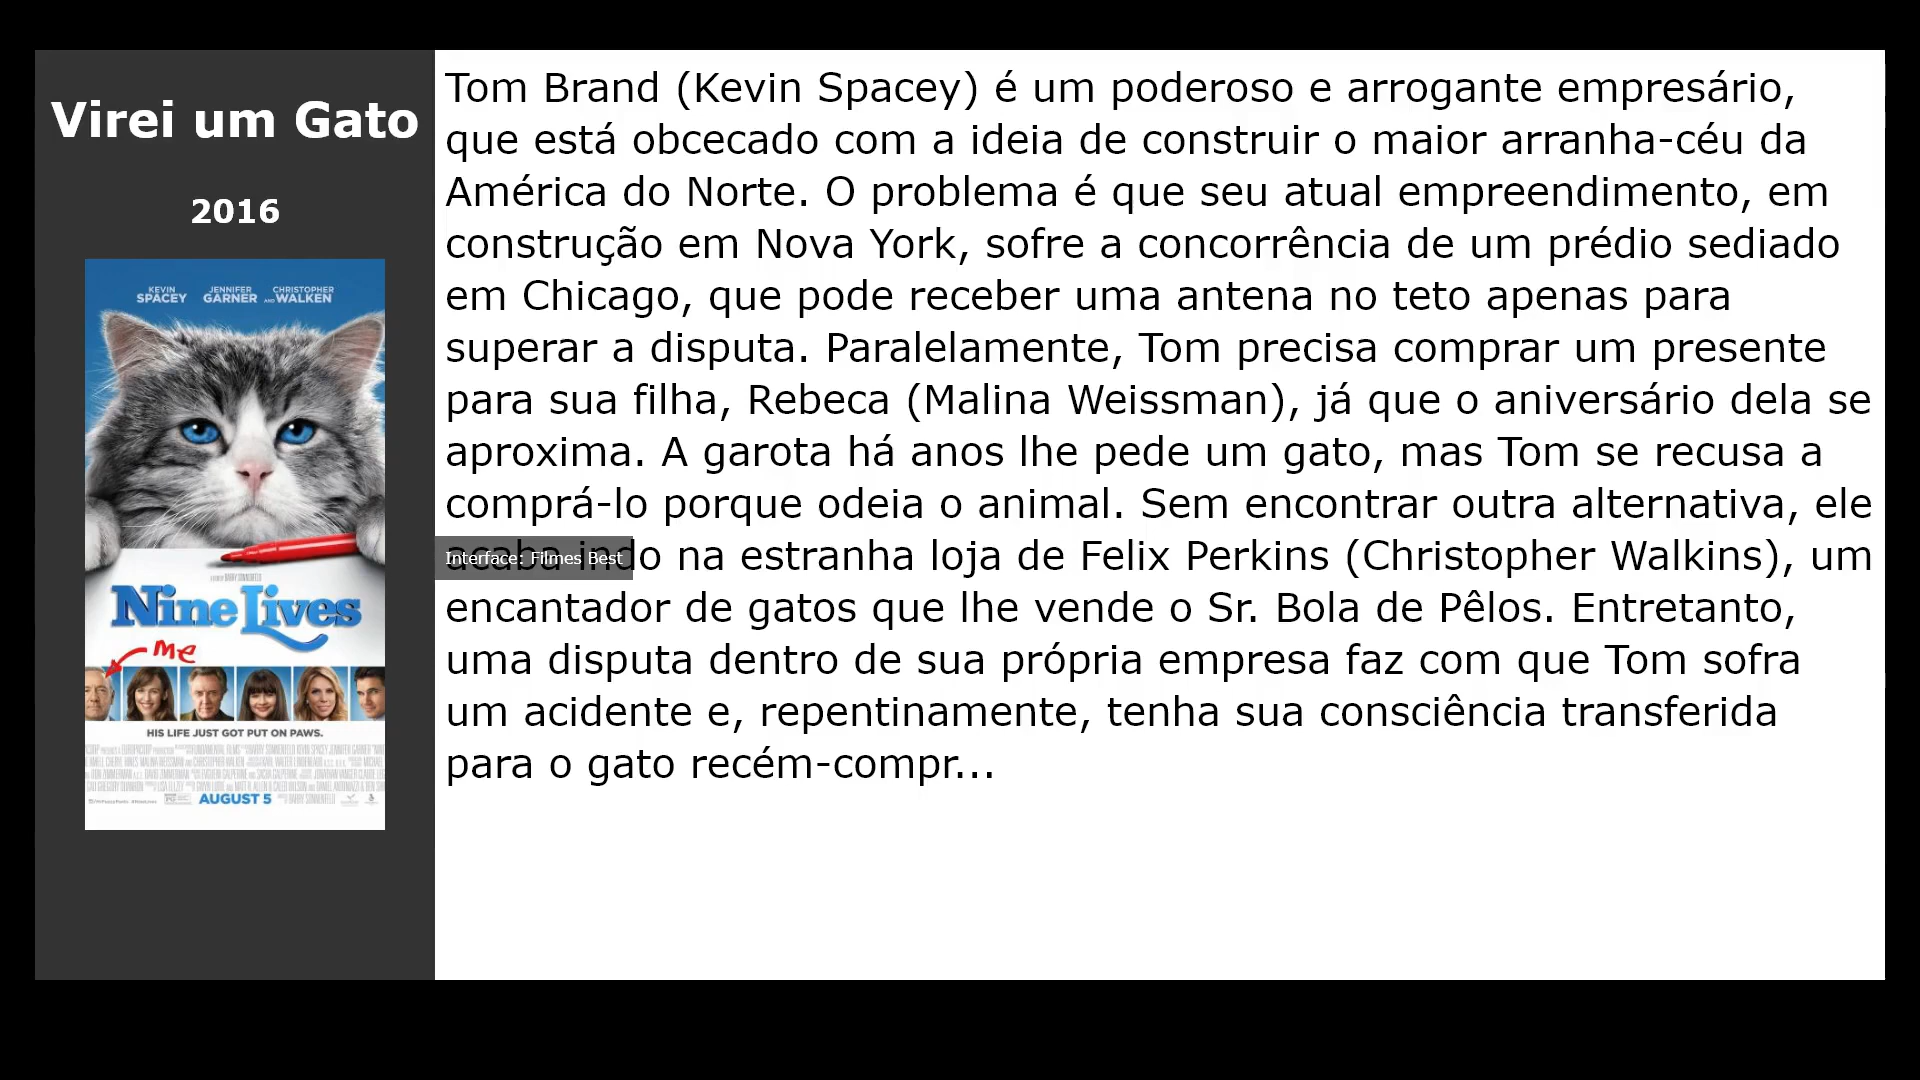 Virei um Gato
2016
KEVIN SPACEY
JENNIFER GARNER
AND CHRISTOPHER WALKEN
Nine Lives
me
HIS LIFE JUST GOT PUT ON PAWS.
AUGUST 5
Tom Brand (Kevin Spacey) é um poderoso e arrogante empresário,
que está obcecado com a ideia de construir o maior arranha-céu da
América do Norte. O problema é que seu atual empreendimento, em
construção em Nova York, sofre a concorrência de um prédio sediado
em Chicago, que pode receber uma antena no teto apenas para
superar a disputa. Paralelamente, Tom precisa comprar um presente
para sua filha, Rebeca (Malina Weissman), já que o aniversário dela se
aproxima. A garota há anos lhe pede um gato, mas Tom se recusa a
comprá-lo porque odeia o animal. Sem encontrar outra alternativa, ele
acaba indo na estranha loja de Felix Perkins (Christopher Walkins), um
Interface: Filmes Best
encantador de gatos que lhe vende o Sr. Bola de Pêlos. Entretanto,
uma disputa dentro de sua própria empresa faz com que Tom sofra
um acidente e, repentinamente, tenha sua consciência transferida
para o gato recém-compr...